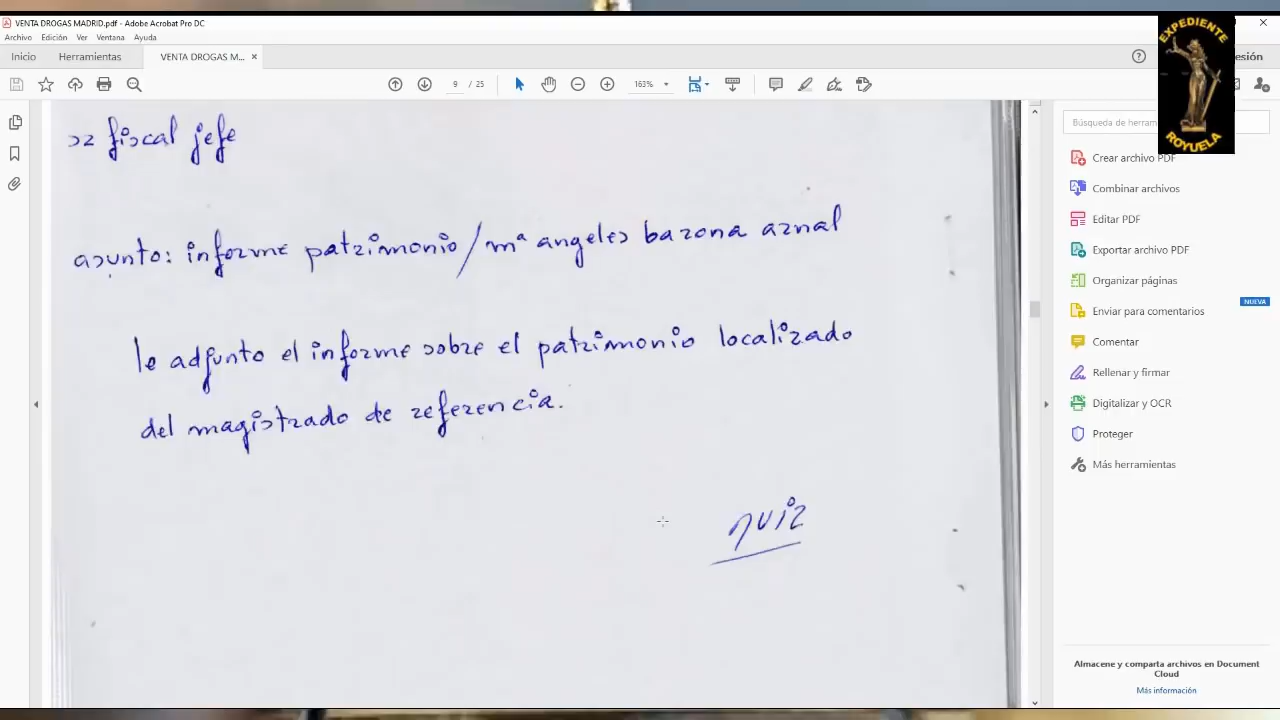 VENTA DROGAS MADRID.pdf - Adobe Acrobat Pro DC
Archivo Edición Ver Ventana Ayuda
Inicio Herramientas VENTA DROGAS M... × esión
9 / 25 163%
EXPEDIENTE
ROYUELA
sr fiscal jefe
asunto: informe patrimonio / mª angeles barona arnal
le adjunto el informe sobre el patrimonio localizado
del magistrado de referencia.
ruiz
Búsqueda de herram
Crear archivo PDF
Combinar archivos
Editar PDF
Exportar archivo PDF
Organizar páginas
NUEVA
Enviar para comentarios
Comentar
Rellenar y firmar
Digitalizar y OCR
Proteger
Más herramientas
Almacene y comparta archivos en Document
Cloud
Más información